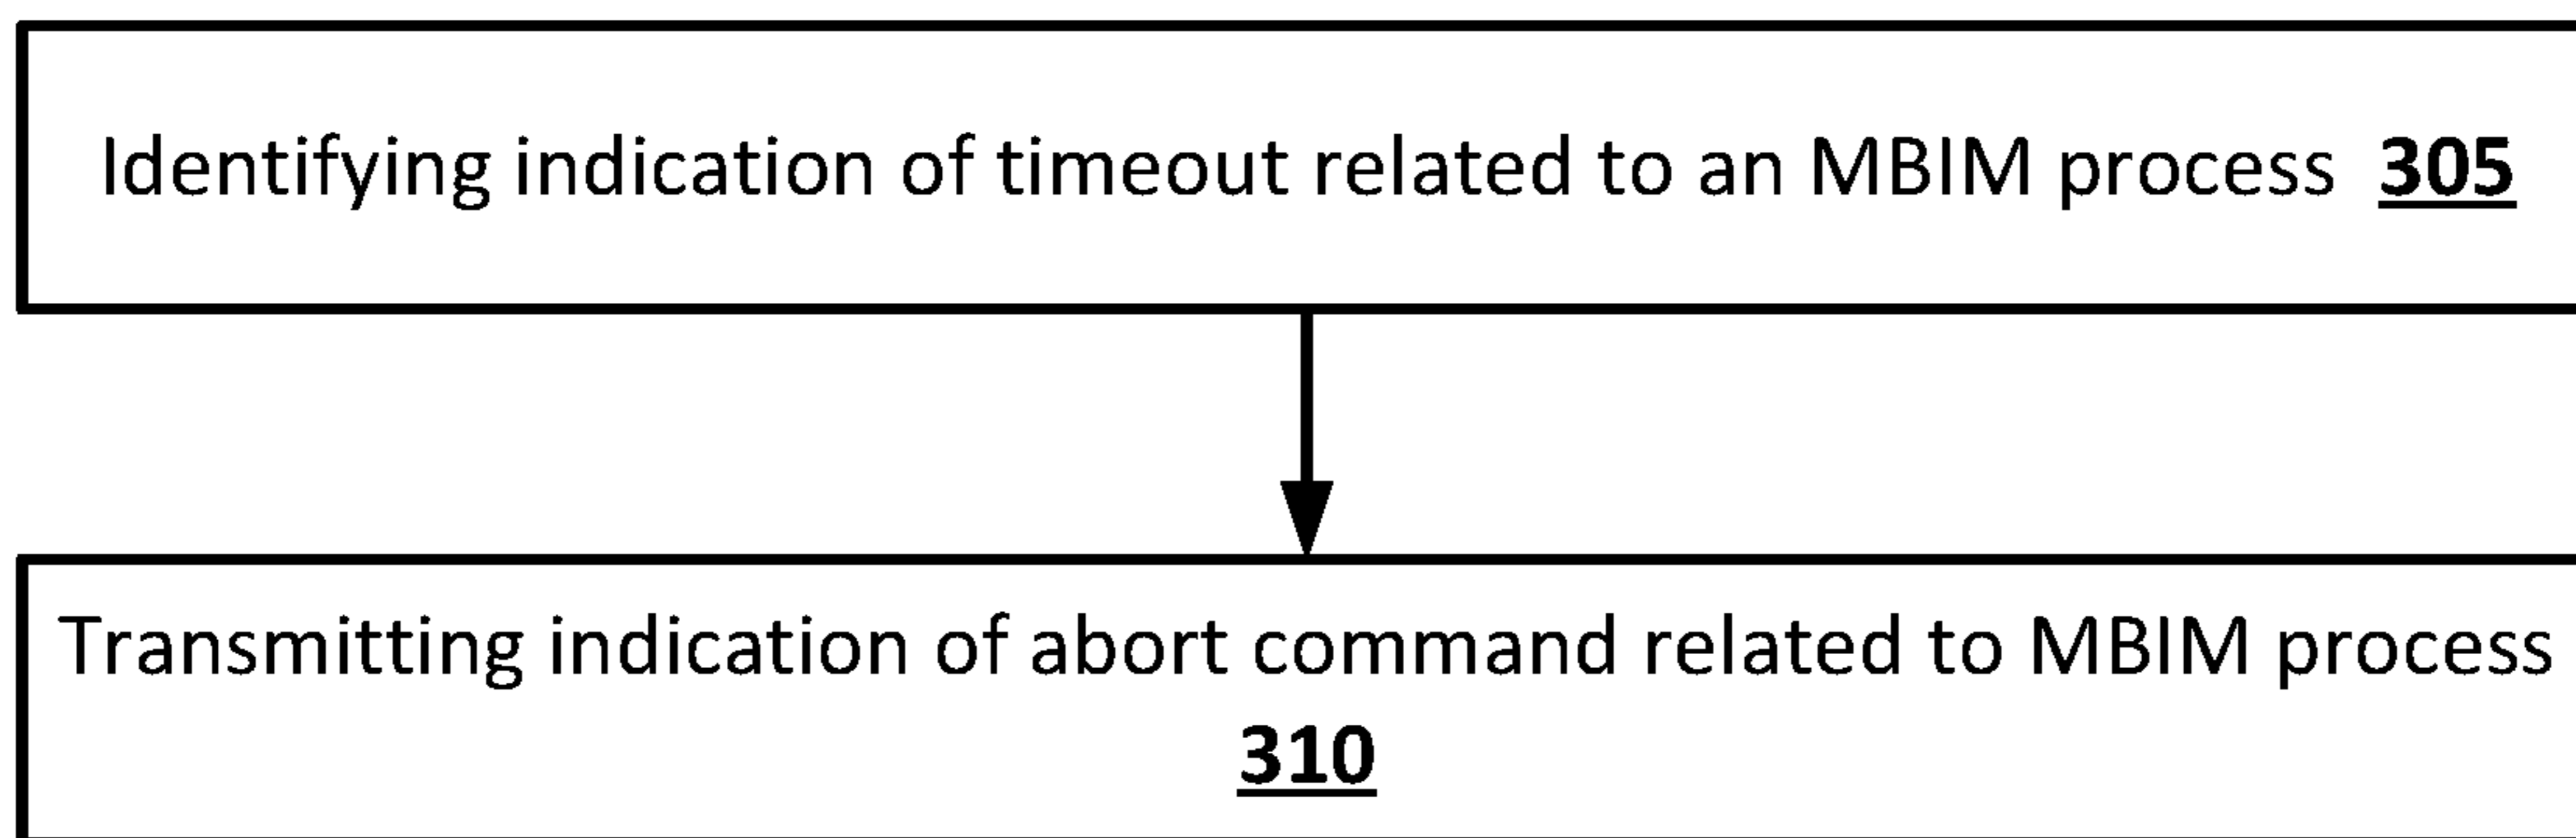 Identifying indication of timeout related to an MBIM process 305
Transmitting indication of abort command related to MBIM process
310